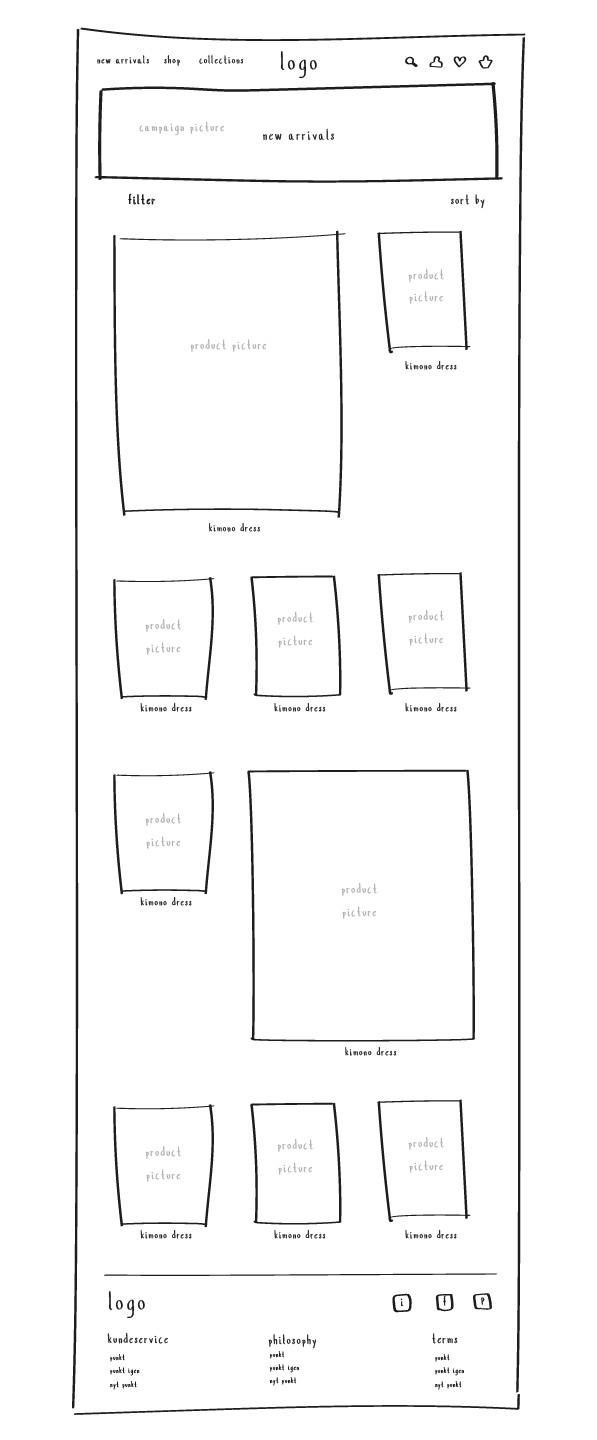 new arrivals shop collections logo
campaign picture
new arrivals
filter sort by
product
picture
product picture
kimono dress
kimono dress
product
picture
product
picture
product
picture
kimono dress kimono dress kimono dress
product
picture
kimono dress
product
picture
kimono dress
product
picture
product
picture
product
picture
kimono dress kimono dress kimono dress
logo
i f p
kundeservice philosophy terms
punkt punkt punkt
punkt igen punkt igen punkt igen
nyt punkt nyt punkt nyt punkt